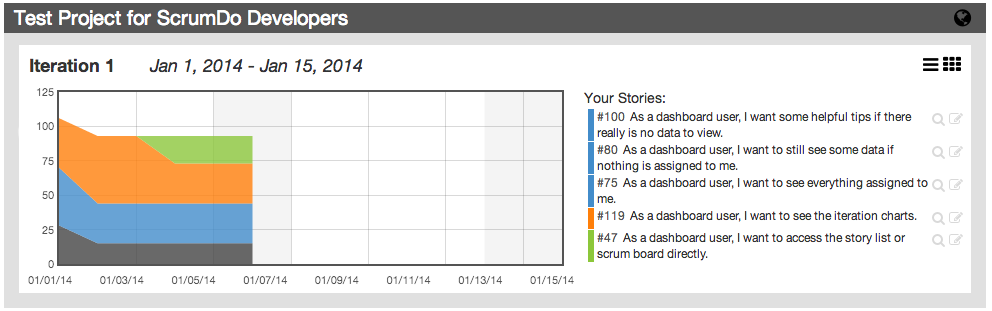 Test Project for ScrumDo Developers
Iteration 1 Jan 1, 2014 - Jan 15, 2014
125
100
75
50
25
0
01/01/14 01/03/14 01/05/14 01/07/14 01/09/14 01/11/14 01/13/14 01/15/14
Your Stories:
#100 As a dashboard user, I want some helpful tips if there
really is no data to view.
#80 As a dashboard user, I want to still see some data if
nothing is assigned to me.
#75 As a dashboard user, I want to see everything assigned to
me.
#119 As a dashboard user, I want to see the iteration charts.
#47 As a dashboard user, I want to access the story list or
scrum board directly.